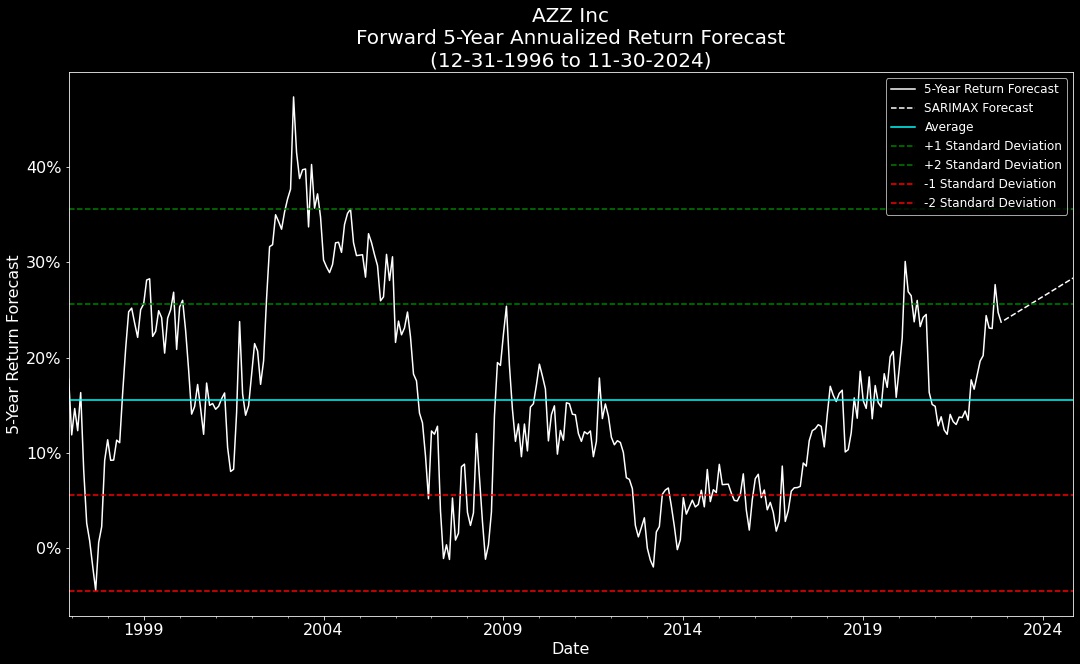 AZZ Inc
Forward 5-Year Annualized Return Forecast
(12-31-1996 to 11-30-2024)
5-Year Return Forecast
SARIMAX Forecast
Average
+1 Standard Deviation
+2 Standard Deviation
-1 Standard Deviation
-2 Standard Deviation
5-Year Return Forecast
40%
30%
20%
10%
0%
1999
2004
2009
2014
2019
2024
Date